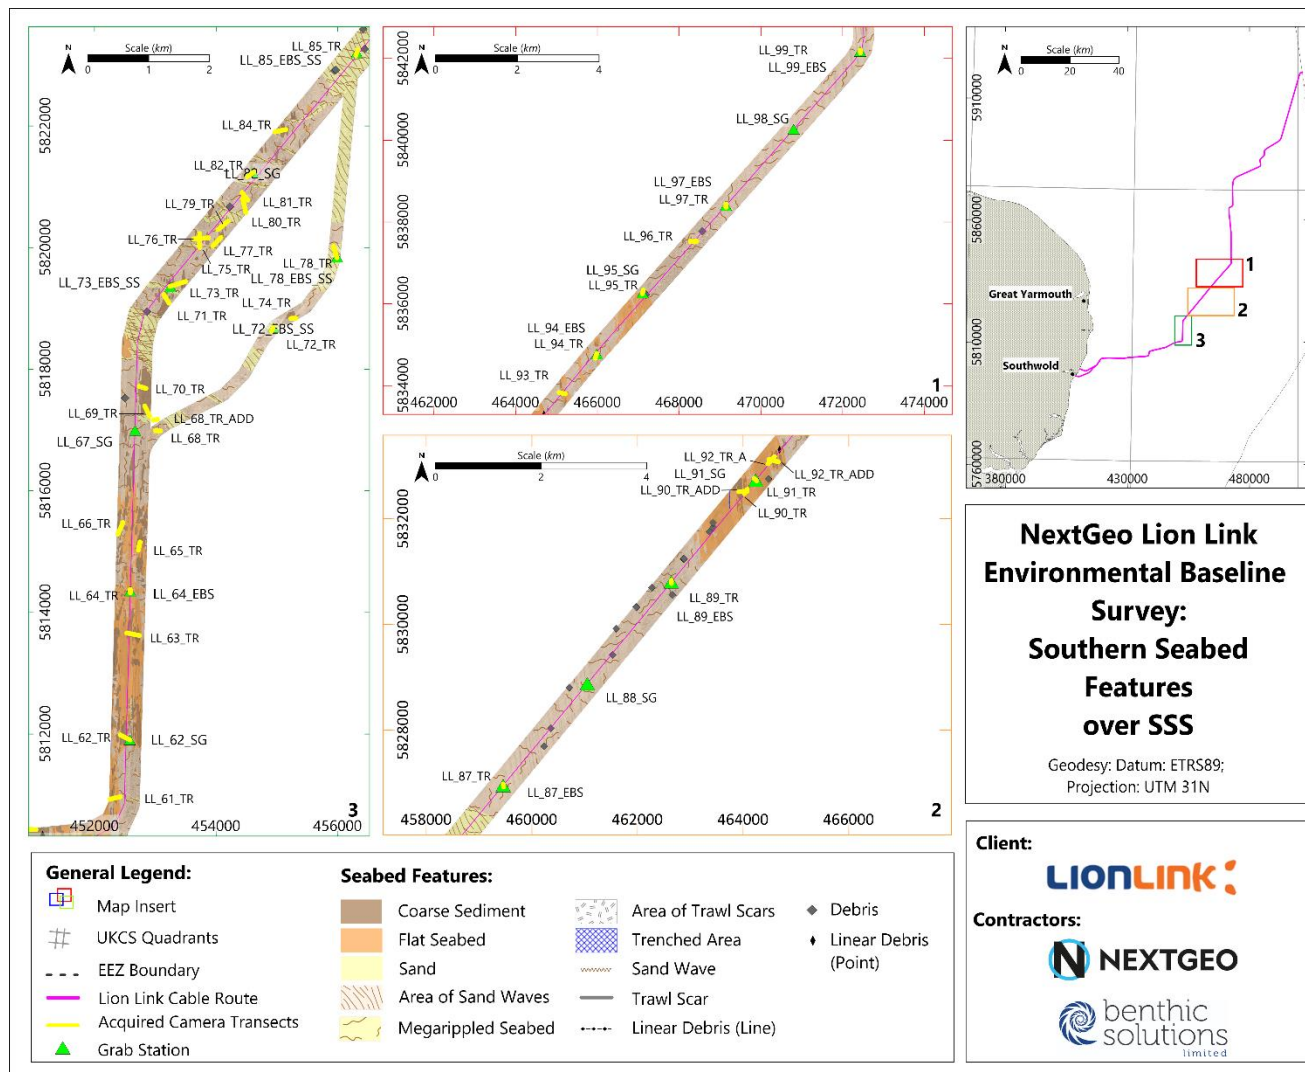 N
Scale (km)
0 1 2
LL_85_TR
LL_85_EBS_SS
LL_84_TR
LL_82_TR
LL_82_SG
LL_81_TR
LL_79_TR
LL_80_TR
LL_76_TR
LL_77_TR
LL_75_TR
LL_78_TR
LL_78_EBS_SS
LL_73_EBS_SS
LL_73_TR
LL_74_TR
LL_71_TR
LL_72_EBS_SS
LL_72_TR
LL_70_TR
LL_69_TR
LL_68_TR_ADD
LL_67_SG
LL_68_TR
LL_66_TR
LL_65_TR
LL_64_TR
LL_64_EBS
LL_63_TR
LL_62_TR
LL_62_SG
LL_61_TR
5822000
5820000
5818000
5816000
5814000
5812000
452000 454000 456000
3
N
Scale (km)
0 2 4
LL_99_TR
LL_99_EBS
LL_98_SG
LL_97_EBS
LL_97_TR
LL_96_TR
LL_95_SG
LL_95_TR
LL_94_EBS
LL_94_TR
LL_93_TR
5842000
5840000
5838000
5836000
5834000
462000 464000 466000 468000 470000 472000 474000
1
N
Scale (km)
0 2 4
LL_92_TR_A
LL_91_SG
LL_92_TR_ADD
LL_90_TR_ADD
LL_91_TR
LL_90_TR
LL_89_TR
LL_89_EBS
LL_88_SG
LL_87_TR
LL_87_EBS
5832000
5830000
5828000
458000 460000 462000 464000 466000
2
N
Scale (km)
0 20 40
5910000
5860000
5810000
5760000
380000 430000 480000
Great Yarmouth
Southwold
1
2
3
NextGeo Lion Link
Environmental Baseline
Survey:
Southern Seabed
Features
over SSS
Geodesy: Datum: ETRS89;
Projection: UTM 31N
General Legend:
Map Insert
UKCS Quadrants
EEZ Boundary
Lion Link Cable Route
Acquired Camera Transects
Grab Station
Seabed Features:
Coarse Sediment
Flat Seabed
Sand
Area of Sand Waves
Megarippled Seabed
Area of Trawl Scars
Trenched Area
Sand Wave
Trawl Scar
Linear Debris (Line)
Debris
Linear Debris
(Point)
Client:
LIONLINK
Contractors:
NEXTGEO
benthic
solutions
limited